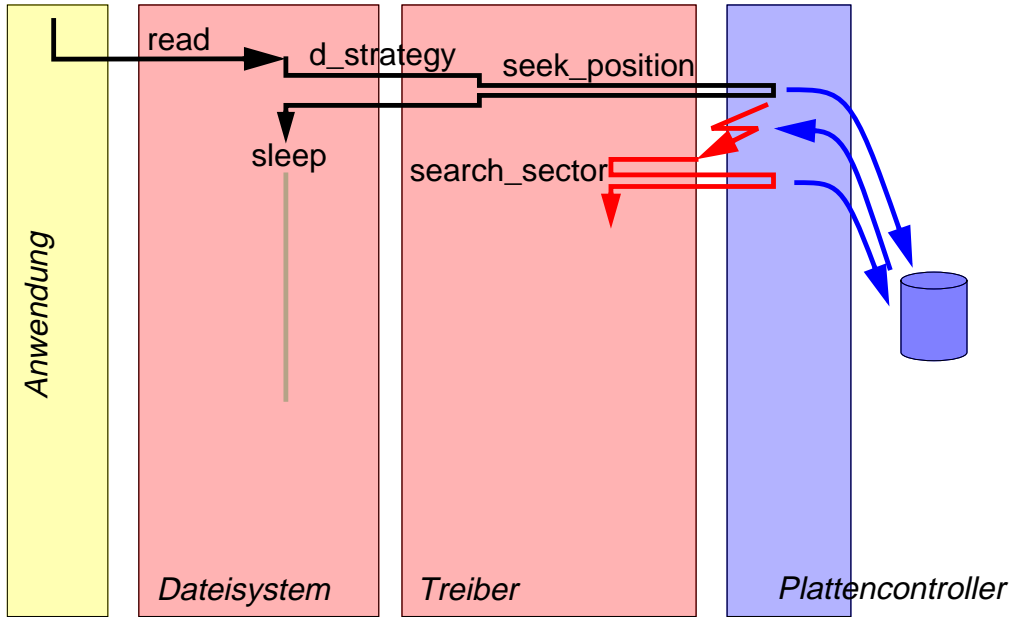 read
d_strategy
seek_position
sleep
search_sector
Anwendung
Dateisystem
Treiber
Plattencontroller